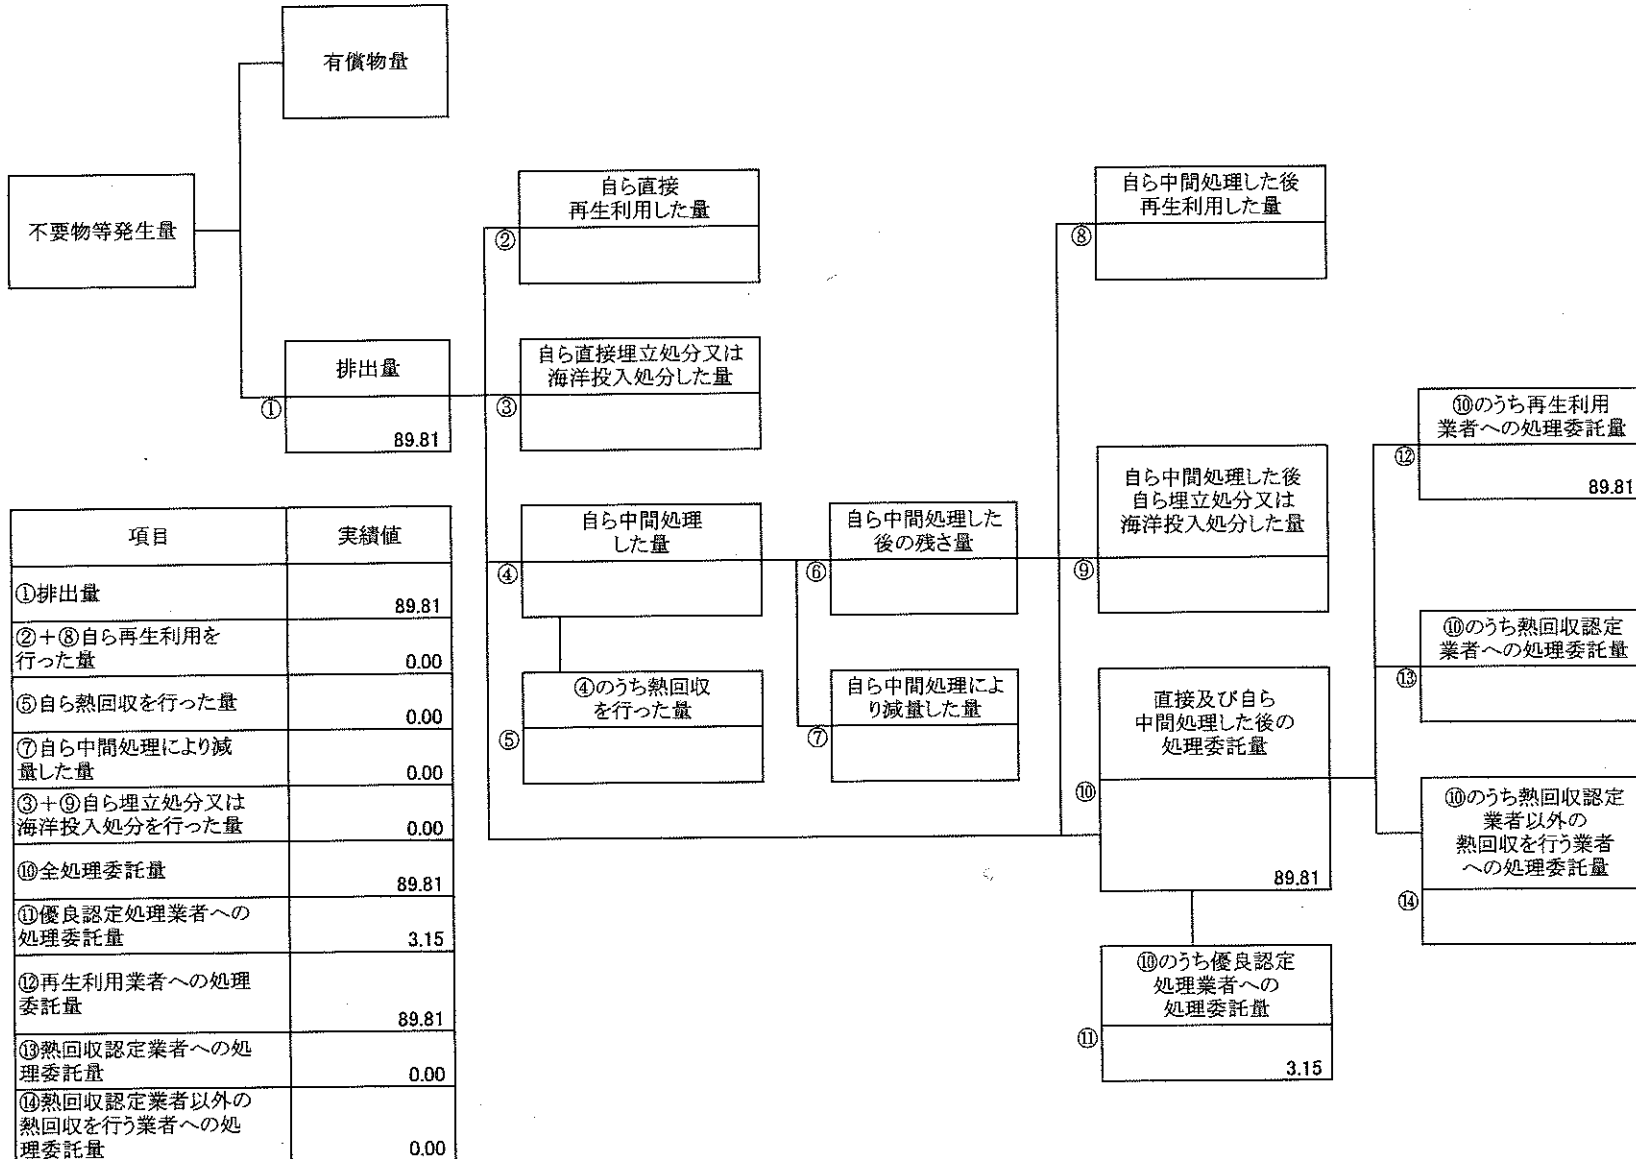 有償物量
不要物等発生量
排出量
①
89.81
自ら直接
再生利用した量
②
自ら直接埋立処分又は
海洋投入処分した量
③
自ら中間処理
した量
④
④のうち熱回収
を行った量
⑤
自ら中間処理した
後の残さ量
⑥
自ら中間処理によ
り減量した量
⑦
自ら中間処理した後
再生利用した量
⑧
自ら中間処理した後
自ら埋立処分又は
海洋投入処分した量
⑨
直接及び自ら
中間処理した後の
処理委託量
⑩
89.81
⑩のうち優良認定
処理業者への
処理委託量
⑪
3.15
⑩のうち再生利用
業者への処理委託量
⑫
89.81
⑩のうち熱回収認定
業者への処理委託量
⑬
⑩のうち熱回収認定
業者以外の
熱回収を行う業者
への処理委託量
⑭
項目 実績値
①排出量 89.81
②+⑧自ら再生利用を
行った量 0.00
⑤自ら熱回収を行った量 0.00
⑦自ら中間処理により減
量した量 0.00
③+⑨自ら埋立処分又は
海洋投入処分を行った量 0.00
⑩全処理委託量 89.81
⑪優良認定処理業者への
処理委託量 3.15
⑫再生利用業者への処理
委託量 89.81
⑬熱回収認定業者への処
理委託量 0.00
⑭熱回収認定業者以外の
熱回収を行う業者への処
理委託量 0.00